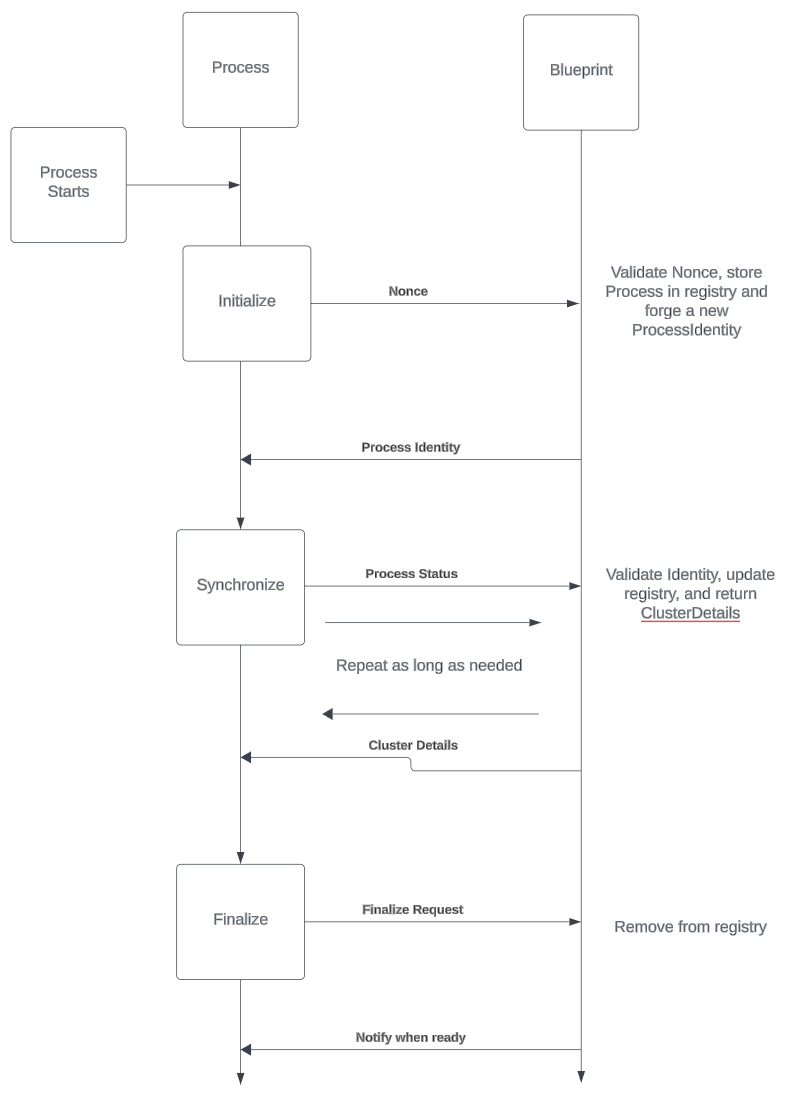 Process
Blueprint
Process
Starts
Initialize
Nonce
Validate Nonce, store
Process in registry and
forge a new
ProcessIdentity
Process Identity
Synchronize
Process Status
Validate Identity, update
registry, and return
ClusterDetails
Repeat as long as needed
Cluster Details
Finalize
Finalize Request
Remove from registry
Notify when ready